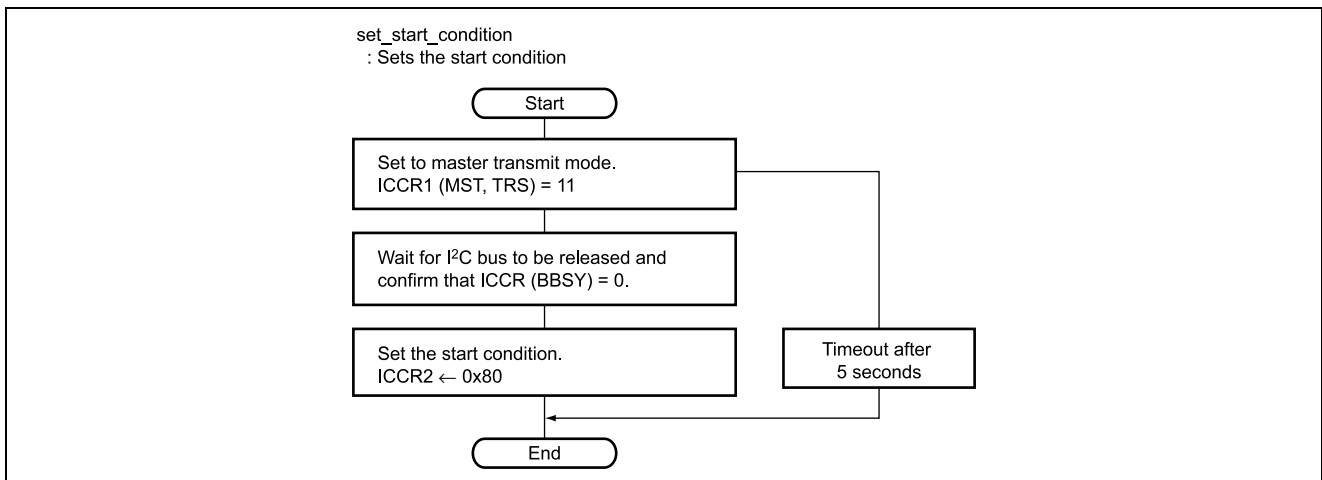 set_start_condition
: Sets the start condition
Start
Set to master transmit mode.
ICCR1 (MST, TRS) = 11
Wait for I²C bus to be released and
confirm that ICCR (BBSY) = 0.
Set the start condition.
ICCR2 ← 0x80
Timeout after
5 seconds
End